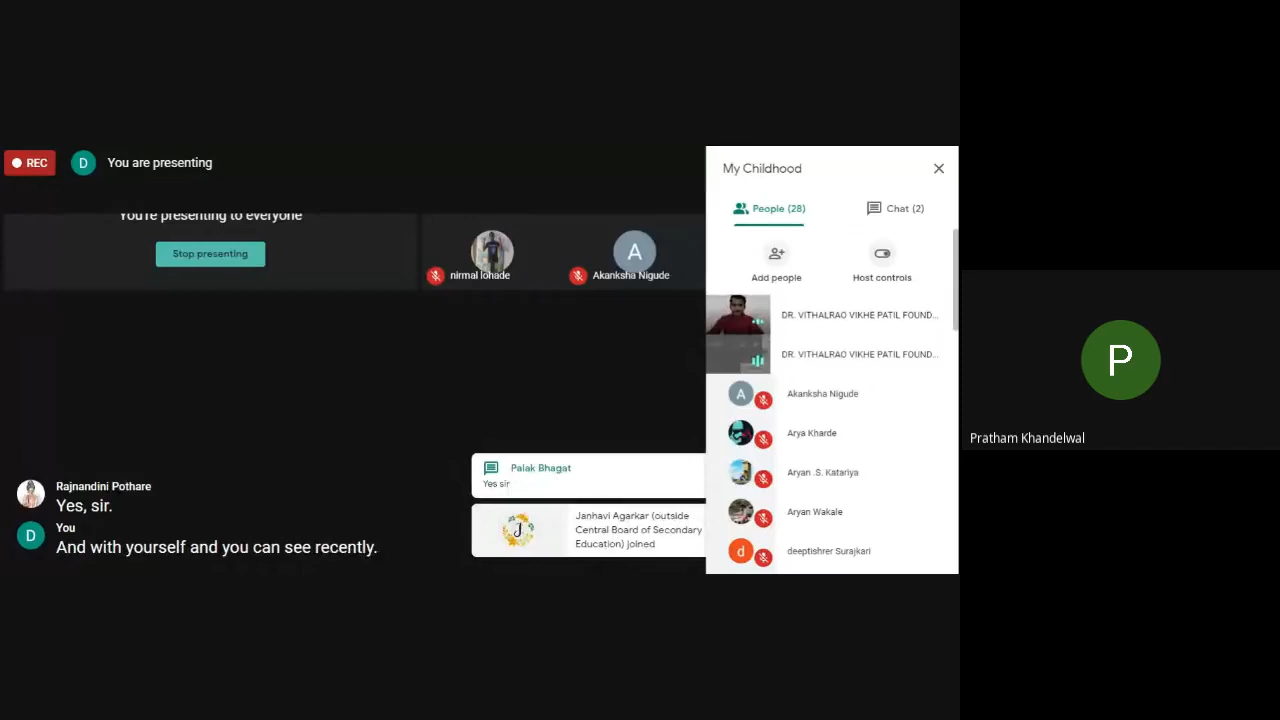 REC
D
You are presenting
You're presenting to everyone
Stop presenting
nirmal lohade
A
Akanksha Nigude
My Childhood
People (28)
Chat (2)
Add people
Host controls
DR. VITHALRAO VIKHE PATIL FOUND...
DR. VITHALRAO VIKHE PATIL FOUND...
A
Akanksha Nigude
Arya Kharde
Aryan .S. Katariya
Aryan Wakale
d
deeptishrer Surajkari
Palak Bhagat
Yes sir
J
Janhavi Agarkar (outside
Central Board of Secondary
Education) joined
Rajnandini Pothare
Yes, sir.
D
You
And with yourself and you can see recently.
P
Pratham Khandelwal